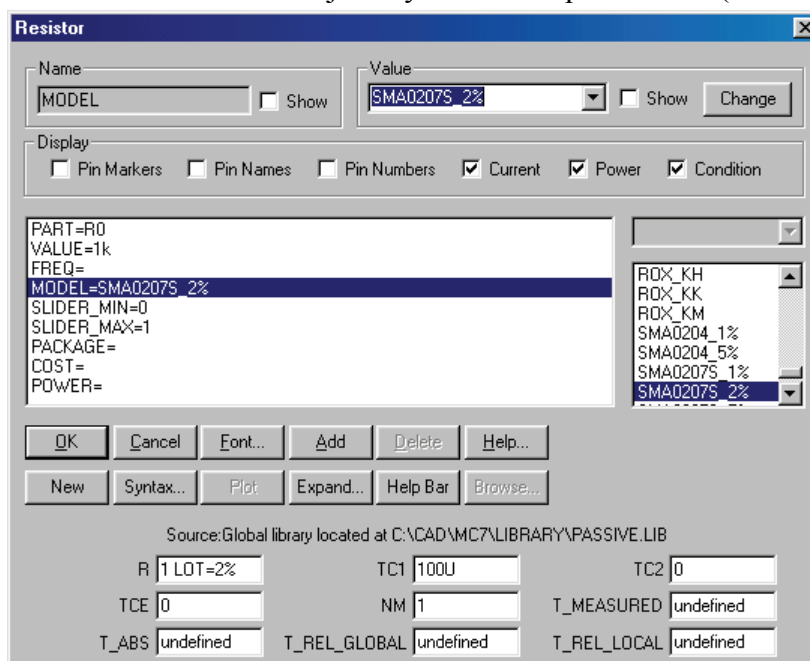 Resistor
Name
MODEL
Show
Value
SMA0207S_2%
Show
Change
Display
Pin Markers
Pin Names
Pin Numbers
Current
Power
Condition
PART=R0
VALUE=1k
FREQ=
MODEL=SMA0207S_2%
SLIDER_MIN=0
SLIDER_MAX=1
PACKAGE=
COST=
POWER=
ROX_KH
ROX_KK
ROX_KM
SMA0204_1%
SMA0204_5%
SMA0207S_1%
SMA0207S_2%
OK
Cancel
Font...
Add
Delete
Help...
New
Syntax...
Plot
Expand...
Help Bar
Browse...
Source:Global library located at C:\CAD\MC7\LIBRARY\PASSIVE.LIB
R 1 LOT=2%
TC1 100U
TC2 0
TCE 0
NM 1
T_MEASURED undefined
T_ABS undefined
T_REL_GLOBAL undefined
T_REL_LOCAL undefined